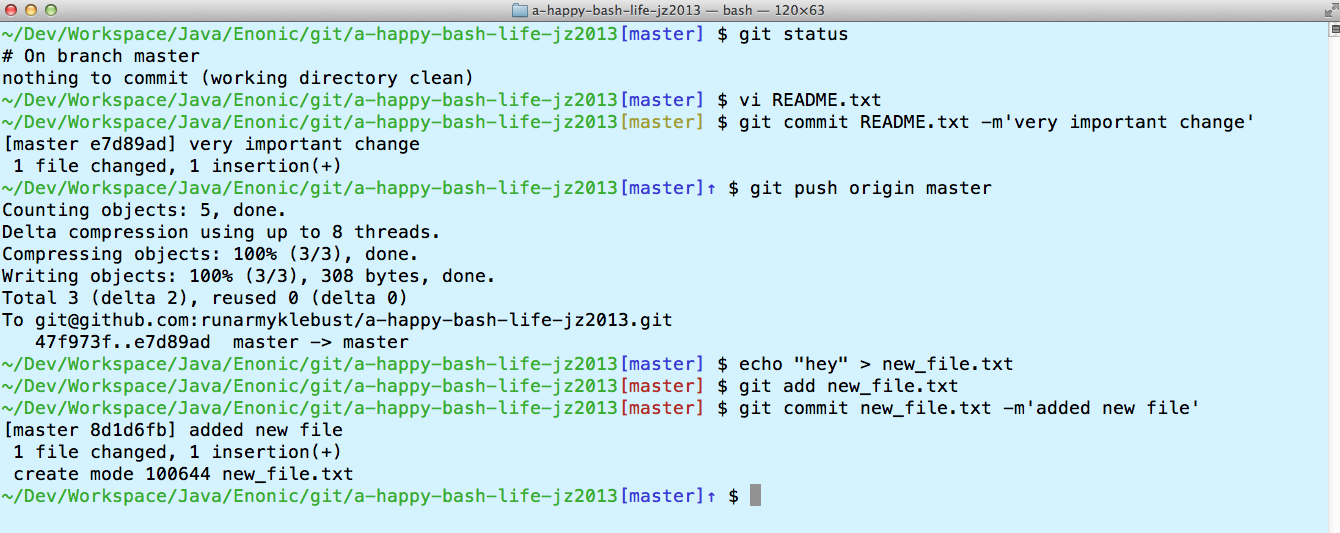 a-happy-bash-life-jz2013 — bash — 120×63
~/Dev/Workspace/Java/Enonic/git/a-happy-bash-life-jz2013[master] $ git status
# On branch master
nothing to commit (working directory clean)
~/Dev/Workspace/Java/Enonic/git/a-happy-bash-life-jz2013[master] $ vi README.txt
~/Dev/Workspace/Java/Enonic/git/a-happy-bash-life-jz2013[master] $ git commit README.txt -m'very important change'
[master e7d89ad] very important change
 1 file changed, 1 insertion(+)
~/Dev/Workspace/Java/Enonic/git/a-happy-bash-life-jz2013[master]↑ $ git push origin master
Counting objects: 5, done.
Delta compression using up to 8 threads.
Compressing objects: 100% (3/3), done.
Writing objects: 100% (3/3), 308 bytes, done.
Total 3 (delta 2), reused 0 (delta 0)
To git@github.com:runarmyklebust/a-happy-bash-life-jz2013.git
   47f973f..e7d89ad  master -> master
~/Dev/Workspace/Java/Enonic/git/a-happy-bash-life-jz2013[master] $ echo "hey" > new_file.txt
~/Dev/Workspace/Java/Enonic/git/a-happy-bash-life-jz2013[master] $ git add new_file.txt
~/Dev/Workspace/Java/Enonic/git/a-happy-bash-life-jz2013[master] $ git commit new_file.txt -m'added new file'
[master 8d1d6fb] added new file
 1 file changed, 1 insertion(+)
 create mode 100644 new_file.txt
~/Dev/Workspace/Java/Enonic/git/a-happy-bash-life-jz2013[master]↑ $